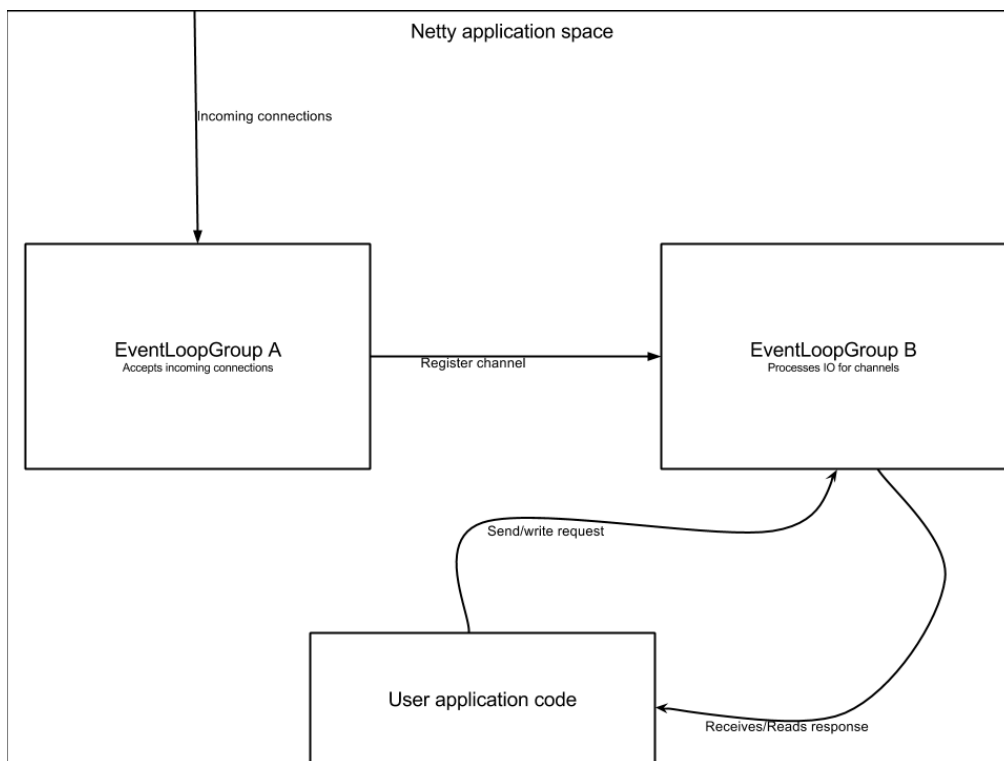 Netty application space
Incoming connections
EventLoopGroup A
Accepts incoming connections
Register channel
EventLoopGroup B
Processes IO for channels
Send/write request
User application code
Receives/Reads response